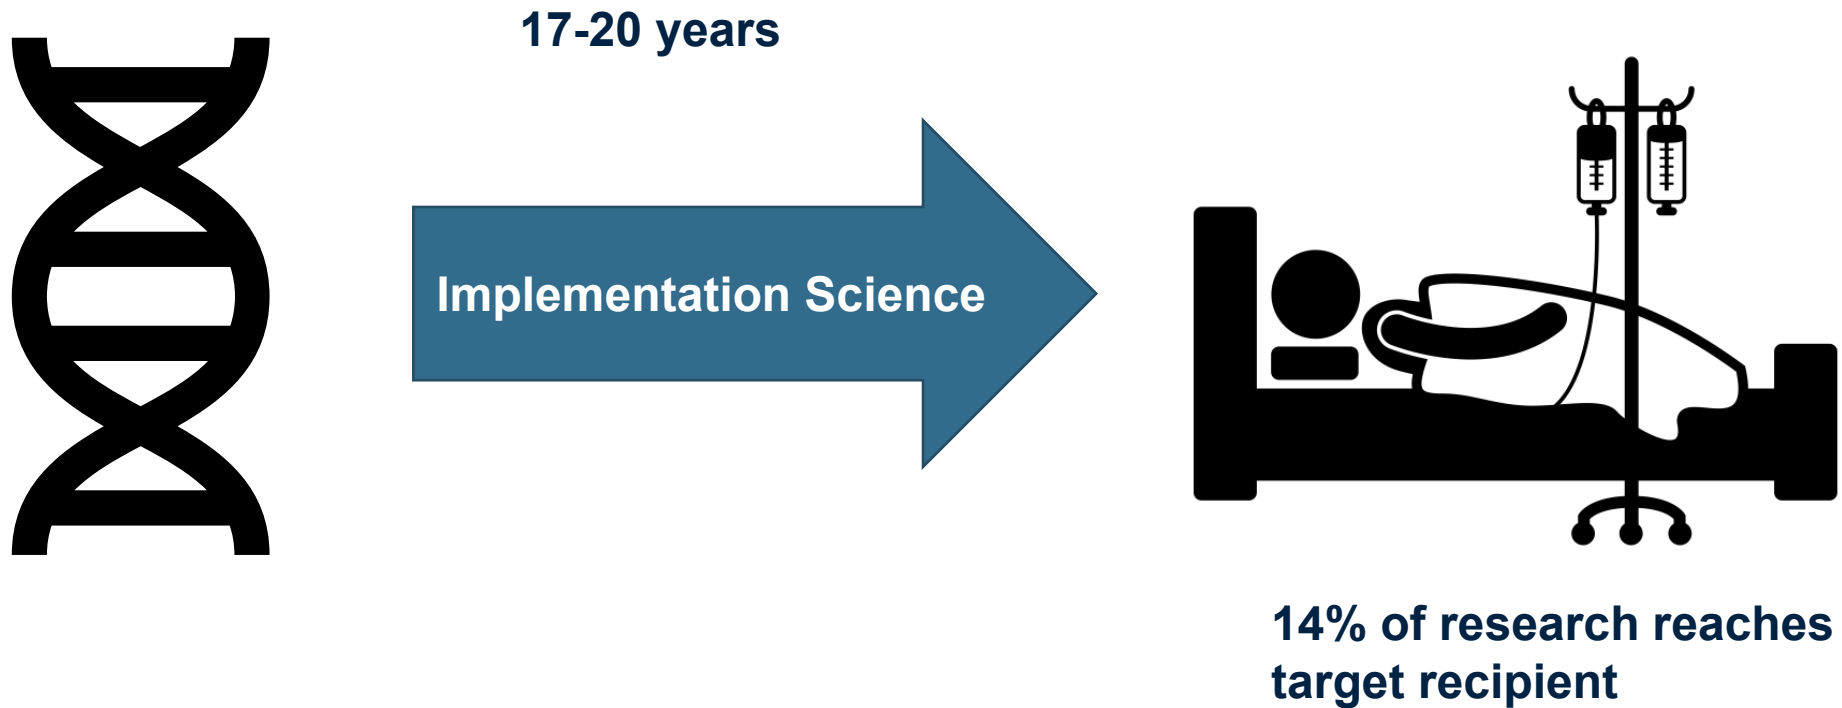 17-20 years
Implementation Science
14% of research reaches
target recipient